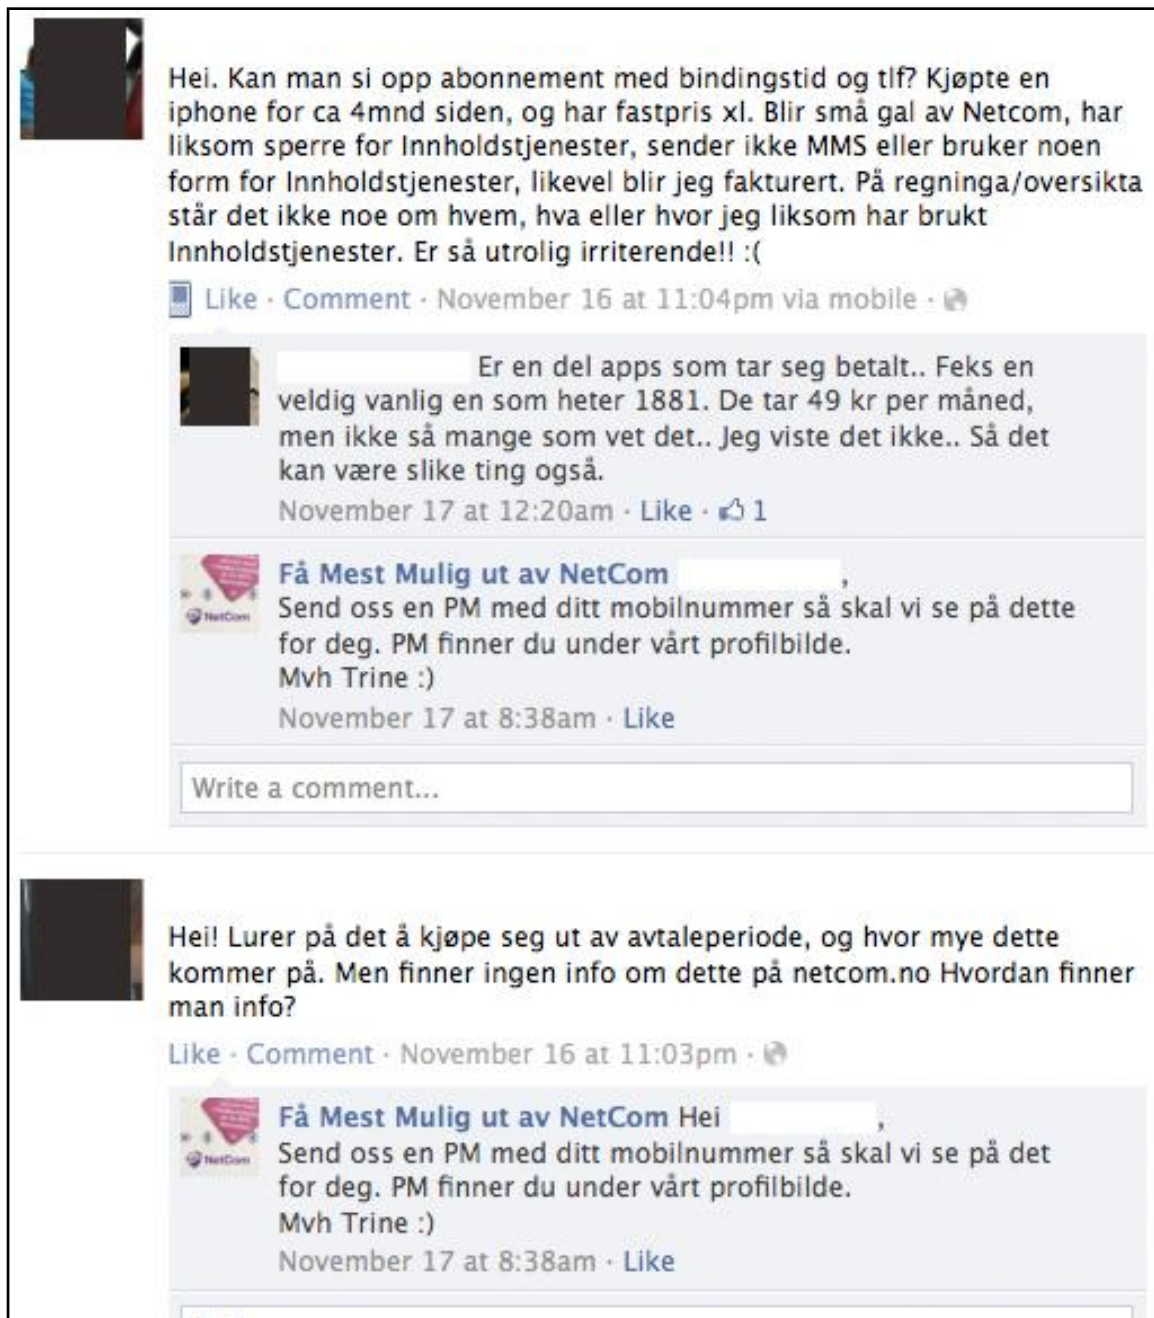 Hei. Kan man si opp abonnement med bindingstid og tlf? Kjøpte en
iphone for ca 4mnd siden, og har fastpris xl. Blir små gal av Netcom, har
liksom sperre for Innholdstjenester, sender ikke MMS eller bruker noen
form for Innholdstjenester, likevel blir jeg fakturert. På regninga/oversikta
står det ikke noe om hvem, hva eller hvor jeg liksom har brukt
Innholdstjenester. Er så utrolig irriterende!! :(
Like · Comment · November 16 at 11:04pm via mobile ·
Er en del apps som tar seg betalt.. Feks en
veldig vanlig en som heter 1881. De tar 49 kr per måned,
men ikke så mange som vet det.. Jeg viste det ikke.. Så det
kan være slike ting også.
November 17 at 12:20am · Like · 1
NetCom
Få Mest Mulig ut av NetCom ,
Send oss en PM med ditt mobilnummer så skal vi se på dette
for deg. PM finner du under vårt profilbilde.
Mvh Trine :)
November 17 at 8:38am · Like
Write a comment...
Hei! Lurer på det å kjøpe seg ut av avtaleperiode, og hvor mye dette
kommer på. Men finner ingen info om dette på netcom.no Hvordan finner
man info?
Like · Comment · November 16 at 11:03pm ·
NetCom
Få Mest Mulig ut av NetCom Hei ,
Send oss en PM med ditt mobilnummer så skal vi se på det
for deg. PM finner du under vårt profilbilde.
Mvh Trine :)
November 17 at 8:38am · Like